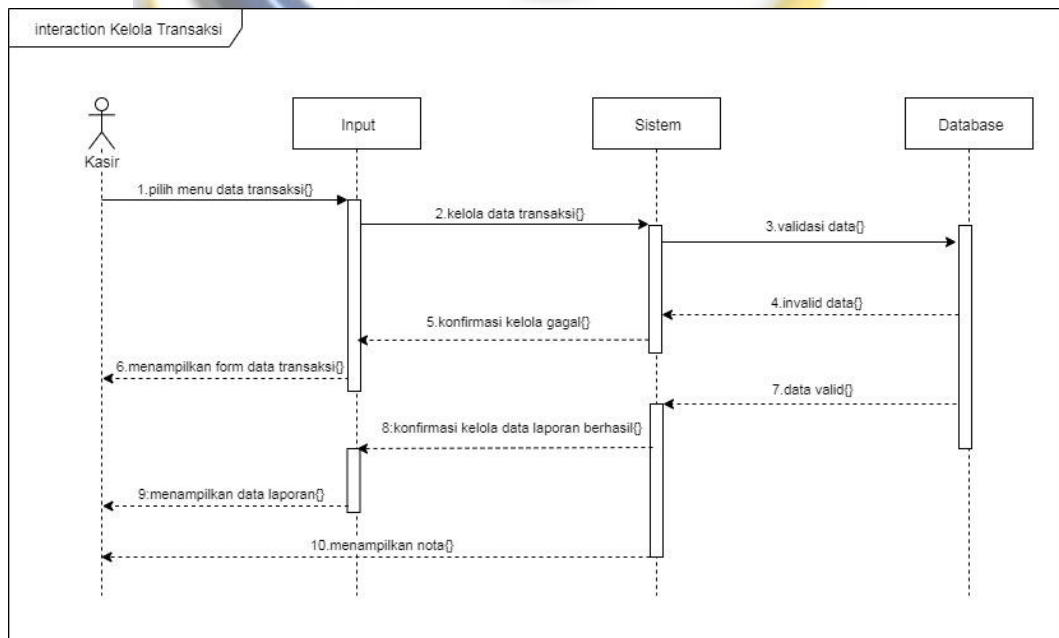 interaction Kelola Transaksi
Kasir
Input
Sistem
Database
1.pilih menu data transaksi{}
2.kelola data transaksi{}
3.validasi data{}
4.invalid data{}
5.konfirmasi kelola gagal{}
6.menampilkan form data transaksi{}
7.data valid{}
8:konfirmasi kelola data laporan berhasil{}
9:menampilkan data laporan{}
10.menampilkan nota{}